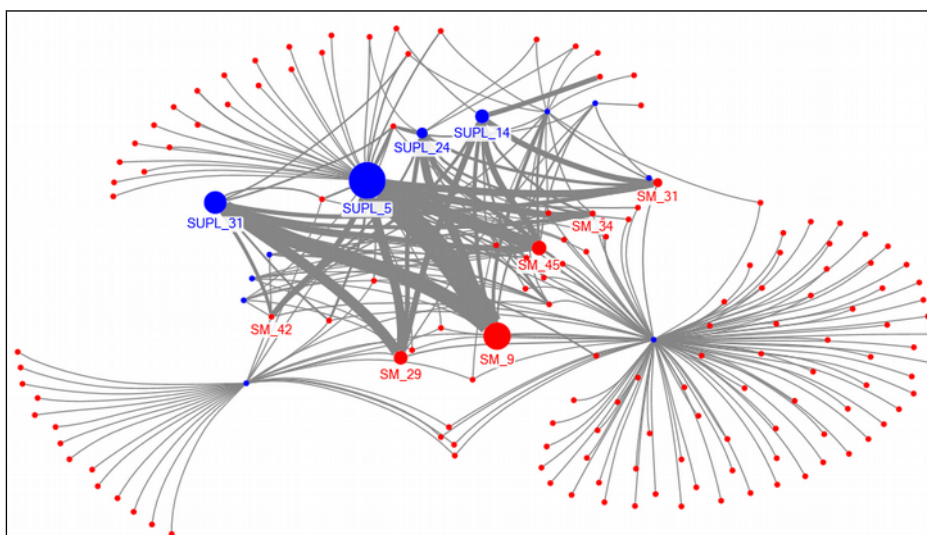 SUPL_14
SUPL_24
SM_31
SUPL_5
SUPL_31
SM_34
SM_45
SM_42
SM_9
SM_29